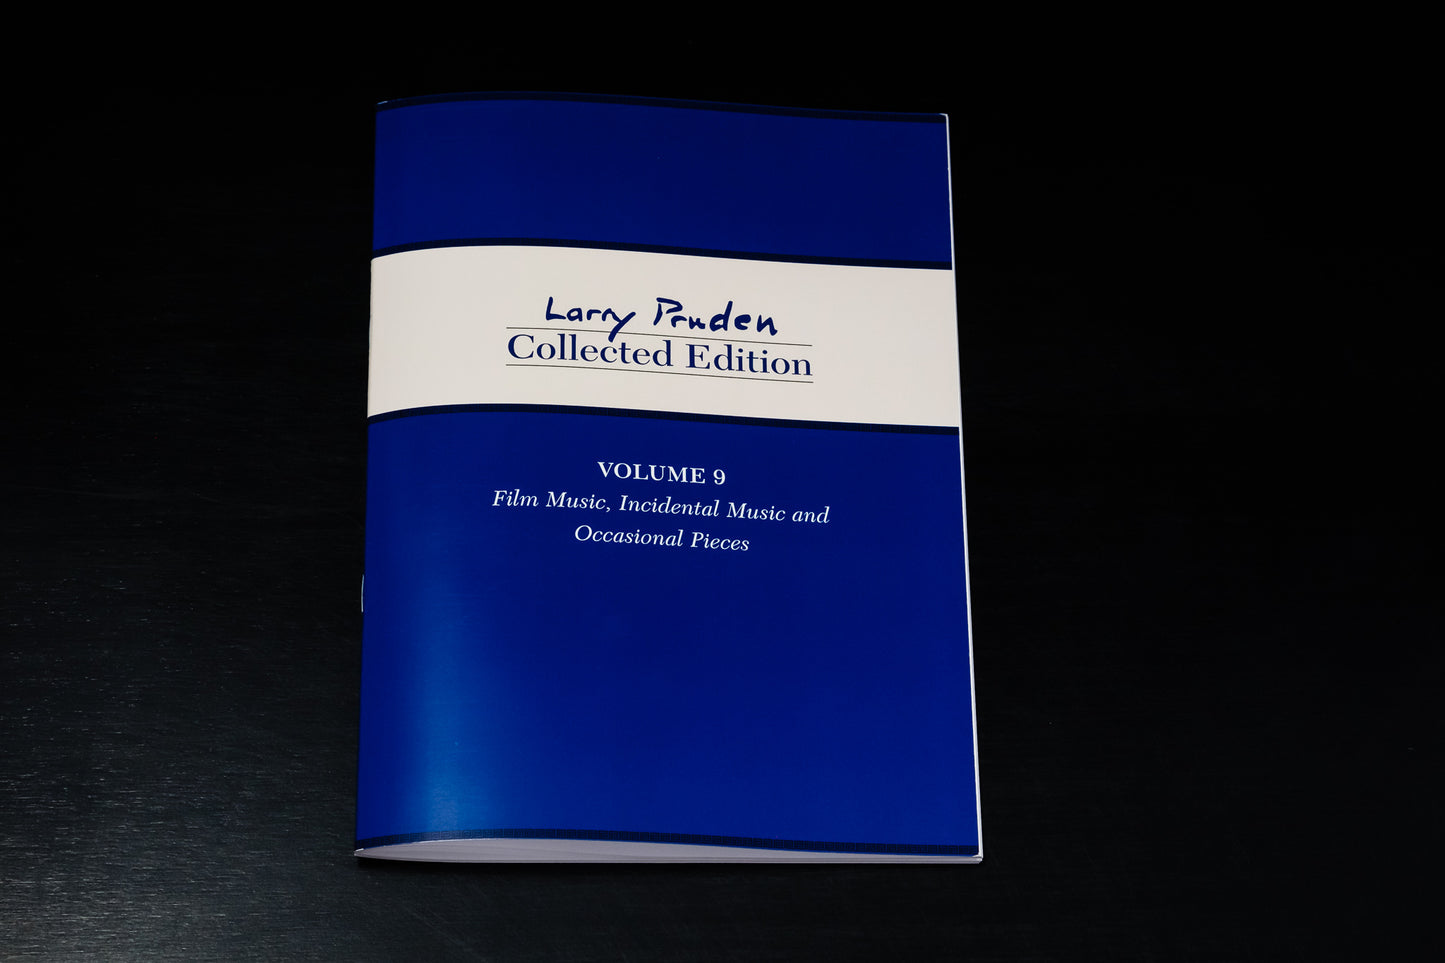 Larry Pruden
Collected Edition
VOLUME 9
Film Music, Incidental Music and
Occasional Pieces